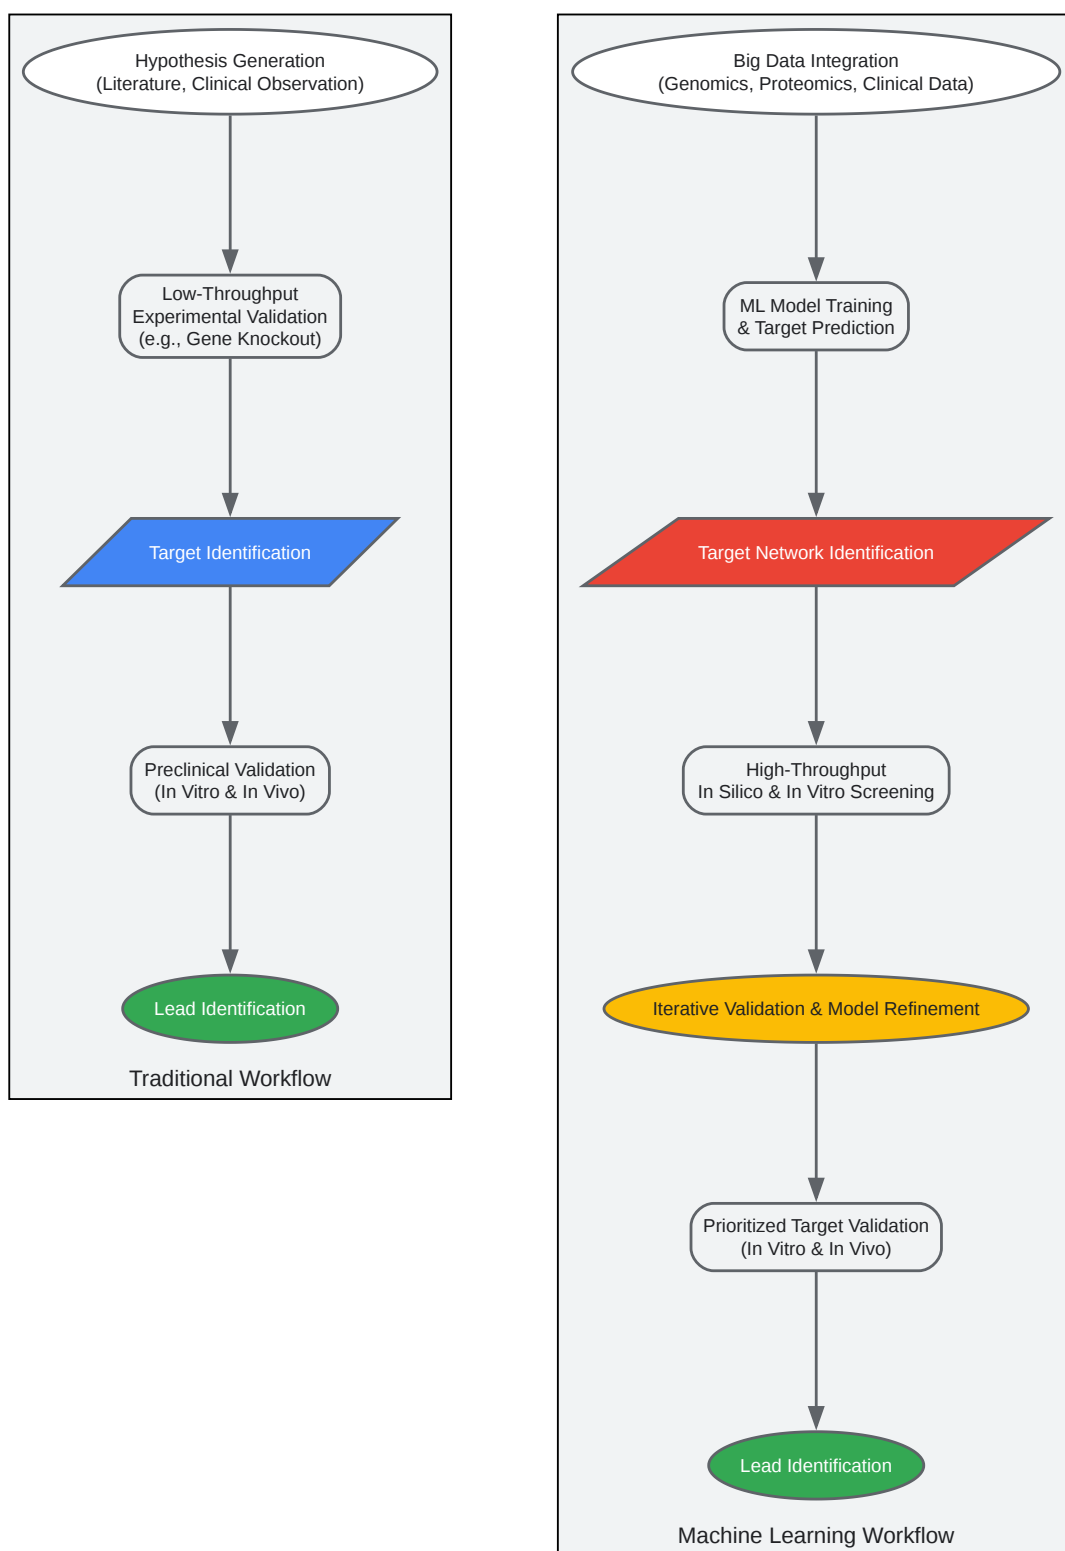 Hypothesis Generation
(Literature, Clinical Observation)
Low-Throughput
Experimental Validation
(e.g., Gene Knockout)
Target Identification
Preclinical Validation
(In Vitro & In Vivo)
Lead Identification
Traditional Workflow
Big Data Integration
(Genomics, Proteomics, Clinical Data)
ML Model Training
& Target Prediction
Target Network Identification
High-Throughput
In Silico & In Vitro Screening
Iterative Validation & Model Refinement
Prioritized Target Validation
(In Vitro & In Vivo)
Lead Identification
Machine Learning Workflow